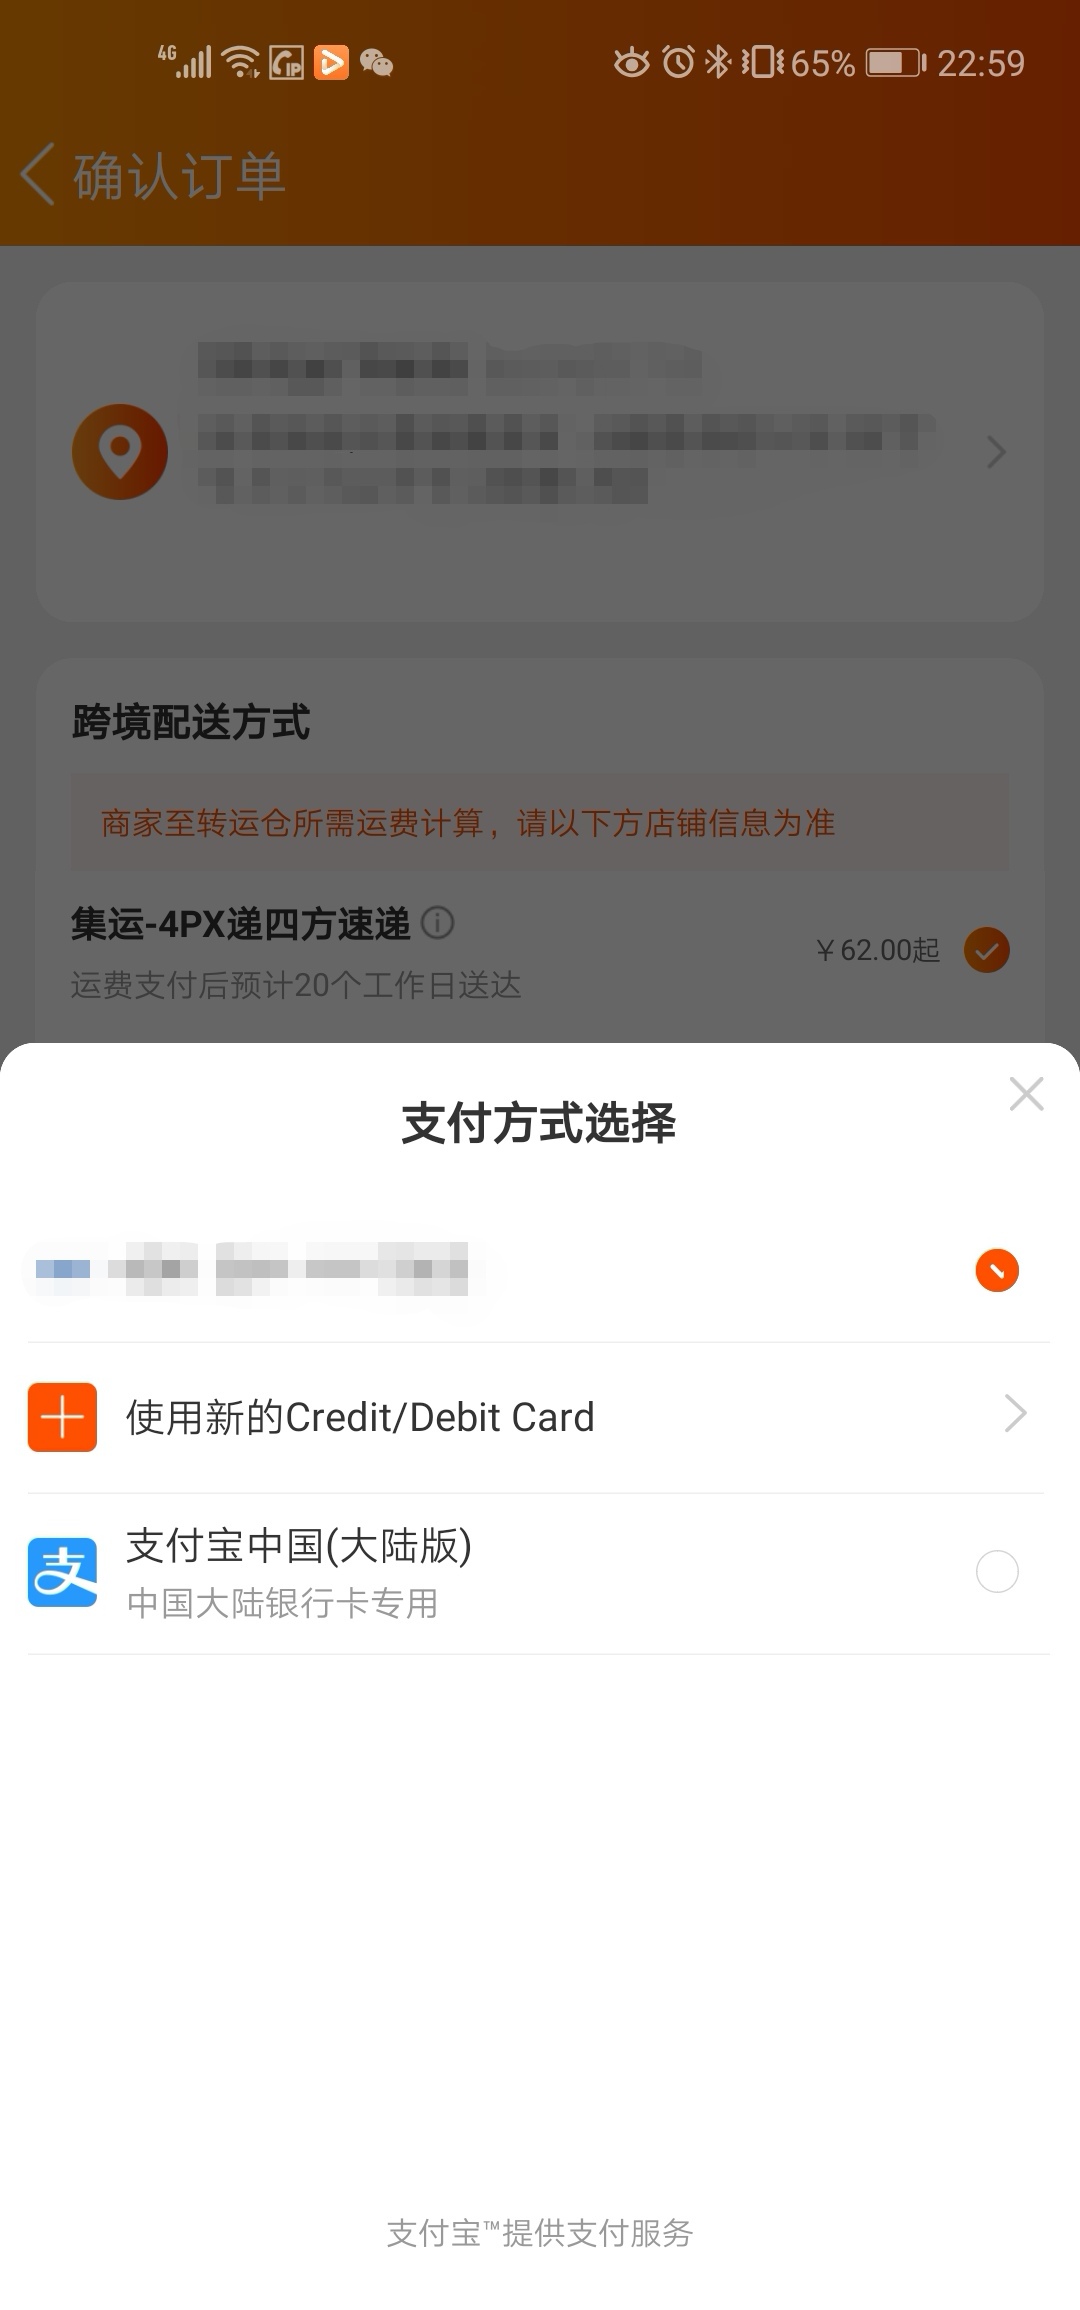 4G 65% 22:59
确认订单
跨境配送方式
商家至转运仓所需运费计算，请以下方店铺信息为准
集运-4PX递四方速递
￥62.00起
运费支付后预计20个工作日送达
支付方式选择
使用新的Credit/Debit Card
支付宝中国(大陆版)
中国大陆银行卡专用
支付宝™提供支付服务